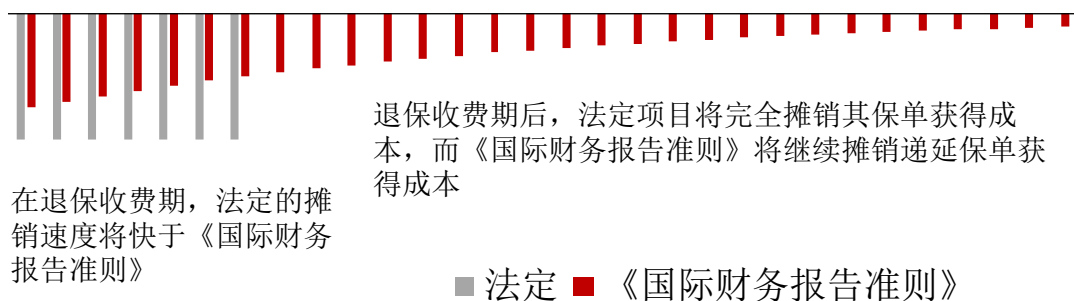 退保收费期后，法定项目将完全摊销其保单获得成
本，而《国际财务报告准则》将继续摊销递延保单获
得成本
在退保收费期，法定的摊
销速度将快于《国际财务
报告准则》
法定 《国际财务报告准则》